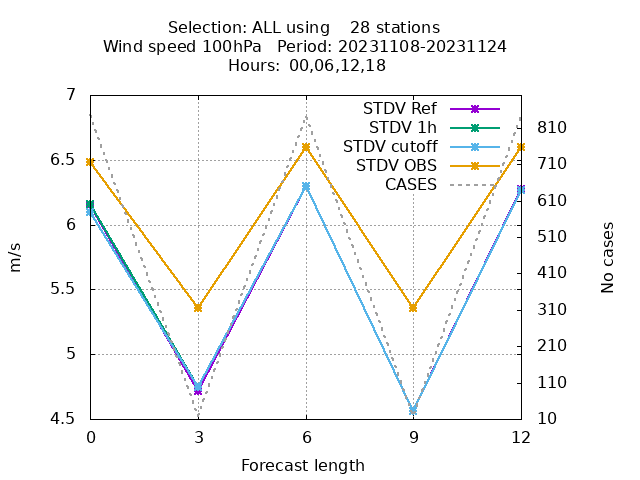 Selection: ALL using    28 stations
Wind speed 100hPa   Period: 20231108-20231124
Hours:  00,06,12,18
STDV Ref
STDV 1h
STDV cutoff
STDV OBS
CASES
7
6.5
6
5.5
5
4.5
m/s
810
710
610
510
410
310
210
110
10
No cases
0
3
6
9
12
Forecast length